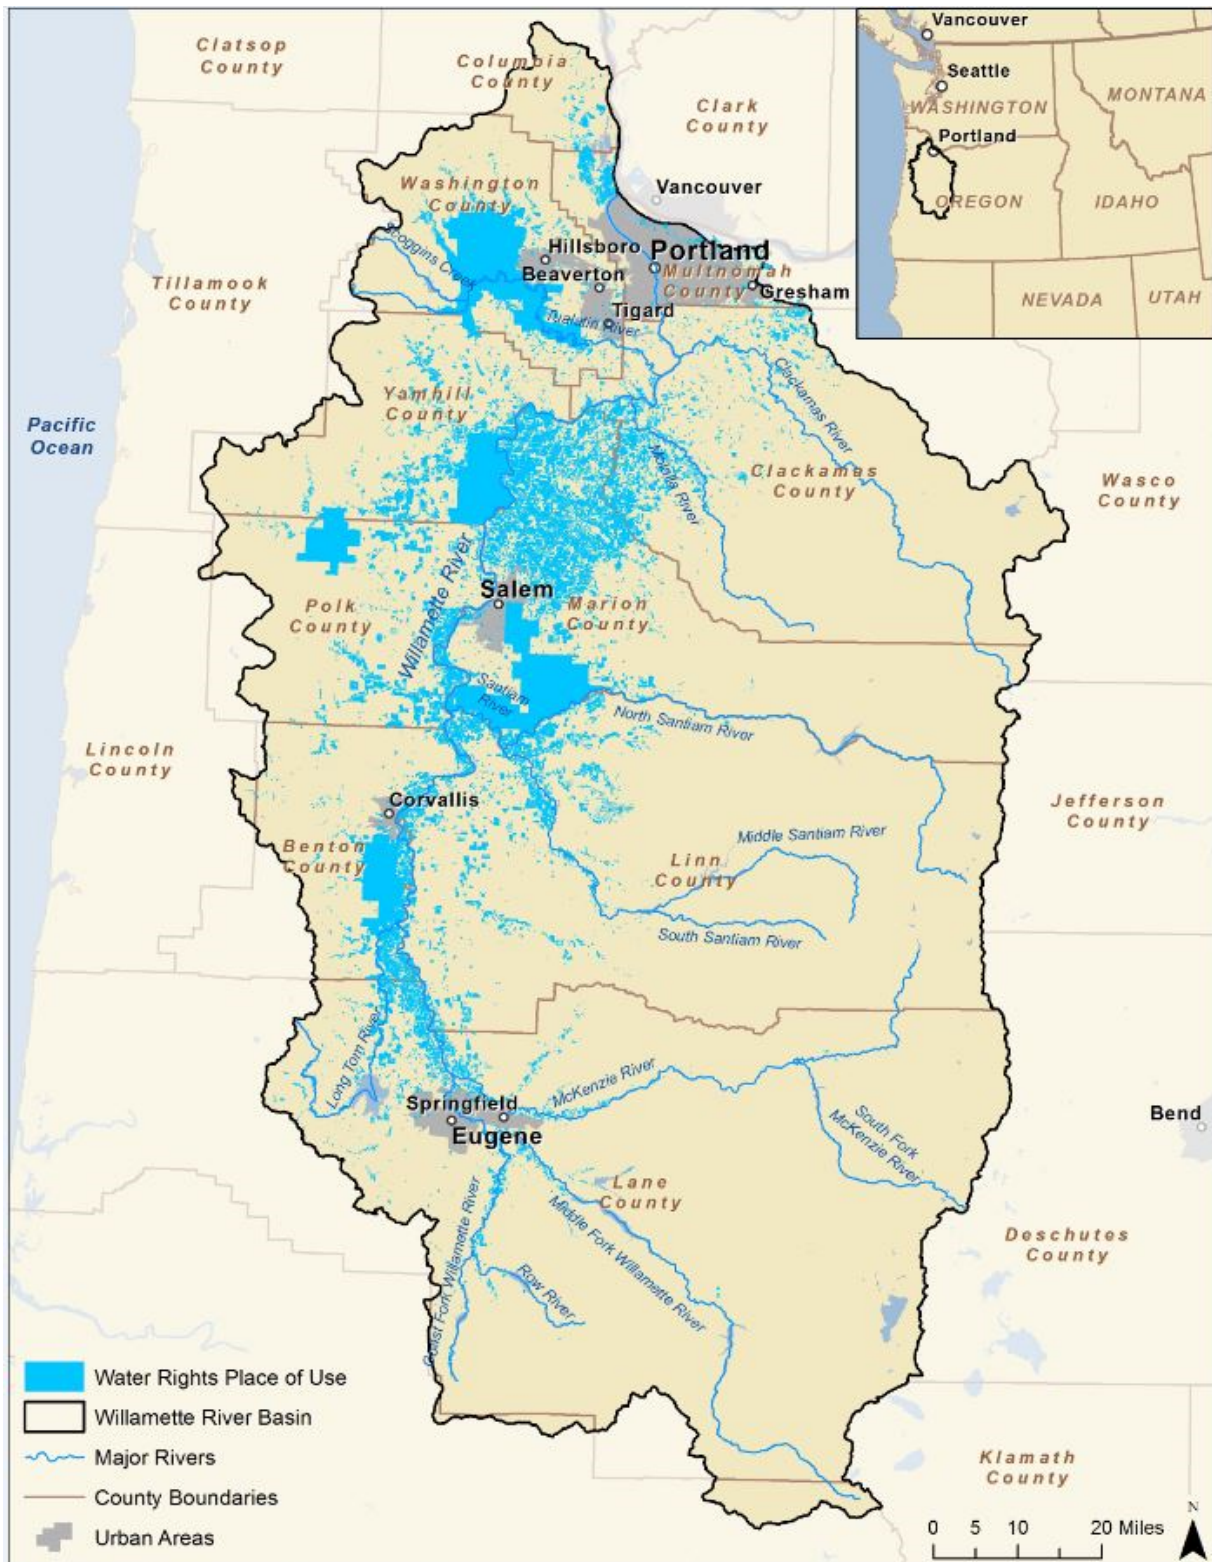 Clatsop
County
Columbia
County
Clark
County
Vancouver
Seattle
WASHINGTON
MONTANA
Portland
OREGON
IDAHO
NEVADA
UTAH
Washington
County
Vancouver
Scoggins Creek
Hillsboro
Portland
Beaverton
Multnomah
County
Gresham
Tillamook
County
Tigard
Tualatin River
Clackamas River
Yamhill
County
Pacific
Ocean
Molalla River
Clackamas
County
Wasco
County
Willamette River
Salem
Polk
County
Marion
County
Santiam
River
North Santiam River
Lincoln
County
Corvallis
Jefferson
County
Benton
County
Middle Santiam River
Linn
County
South Santiam River
Long Tom River
McKenzie River
Springfield
Eugene
South Fork
McKenzie River
Bend
Lane
County
Coast Fork Willamette River
Middle Fork Willamette River
Row River
Deschutes
County
Klamath
County
Water Rights Place of Use
Willamette River Basin
Major Rivers
County Boundaries
Urban Areas
N
0 5 10 20 Miles